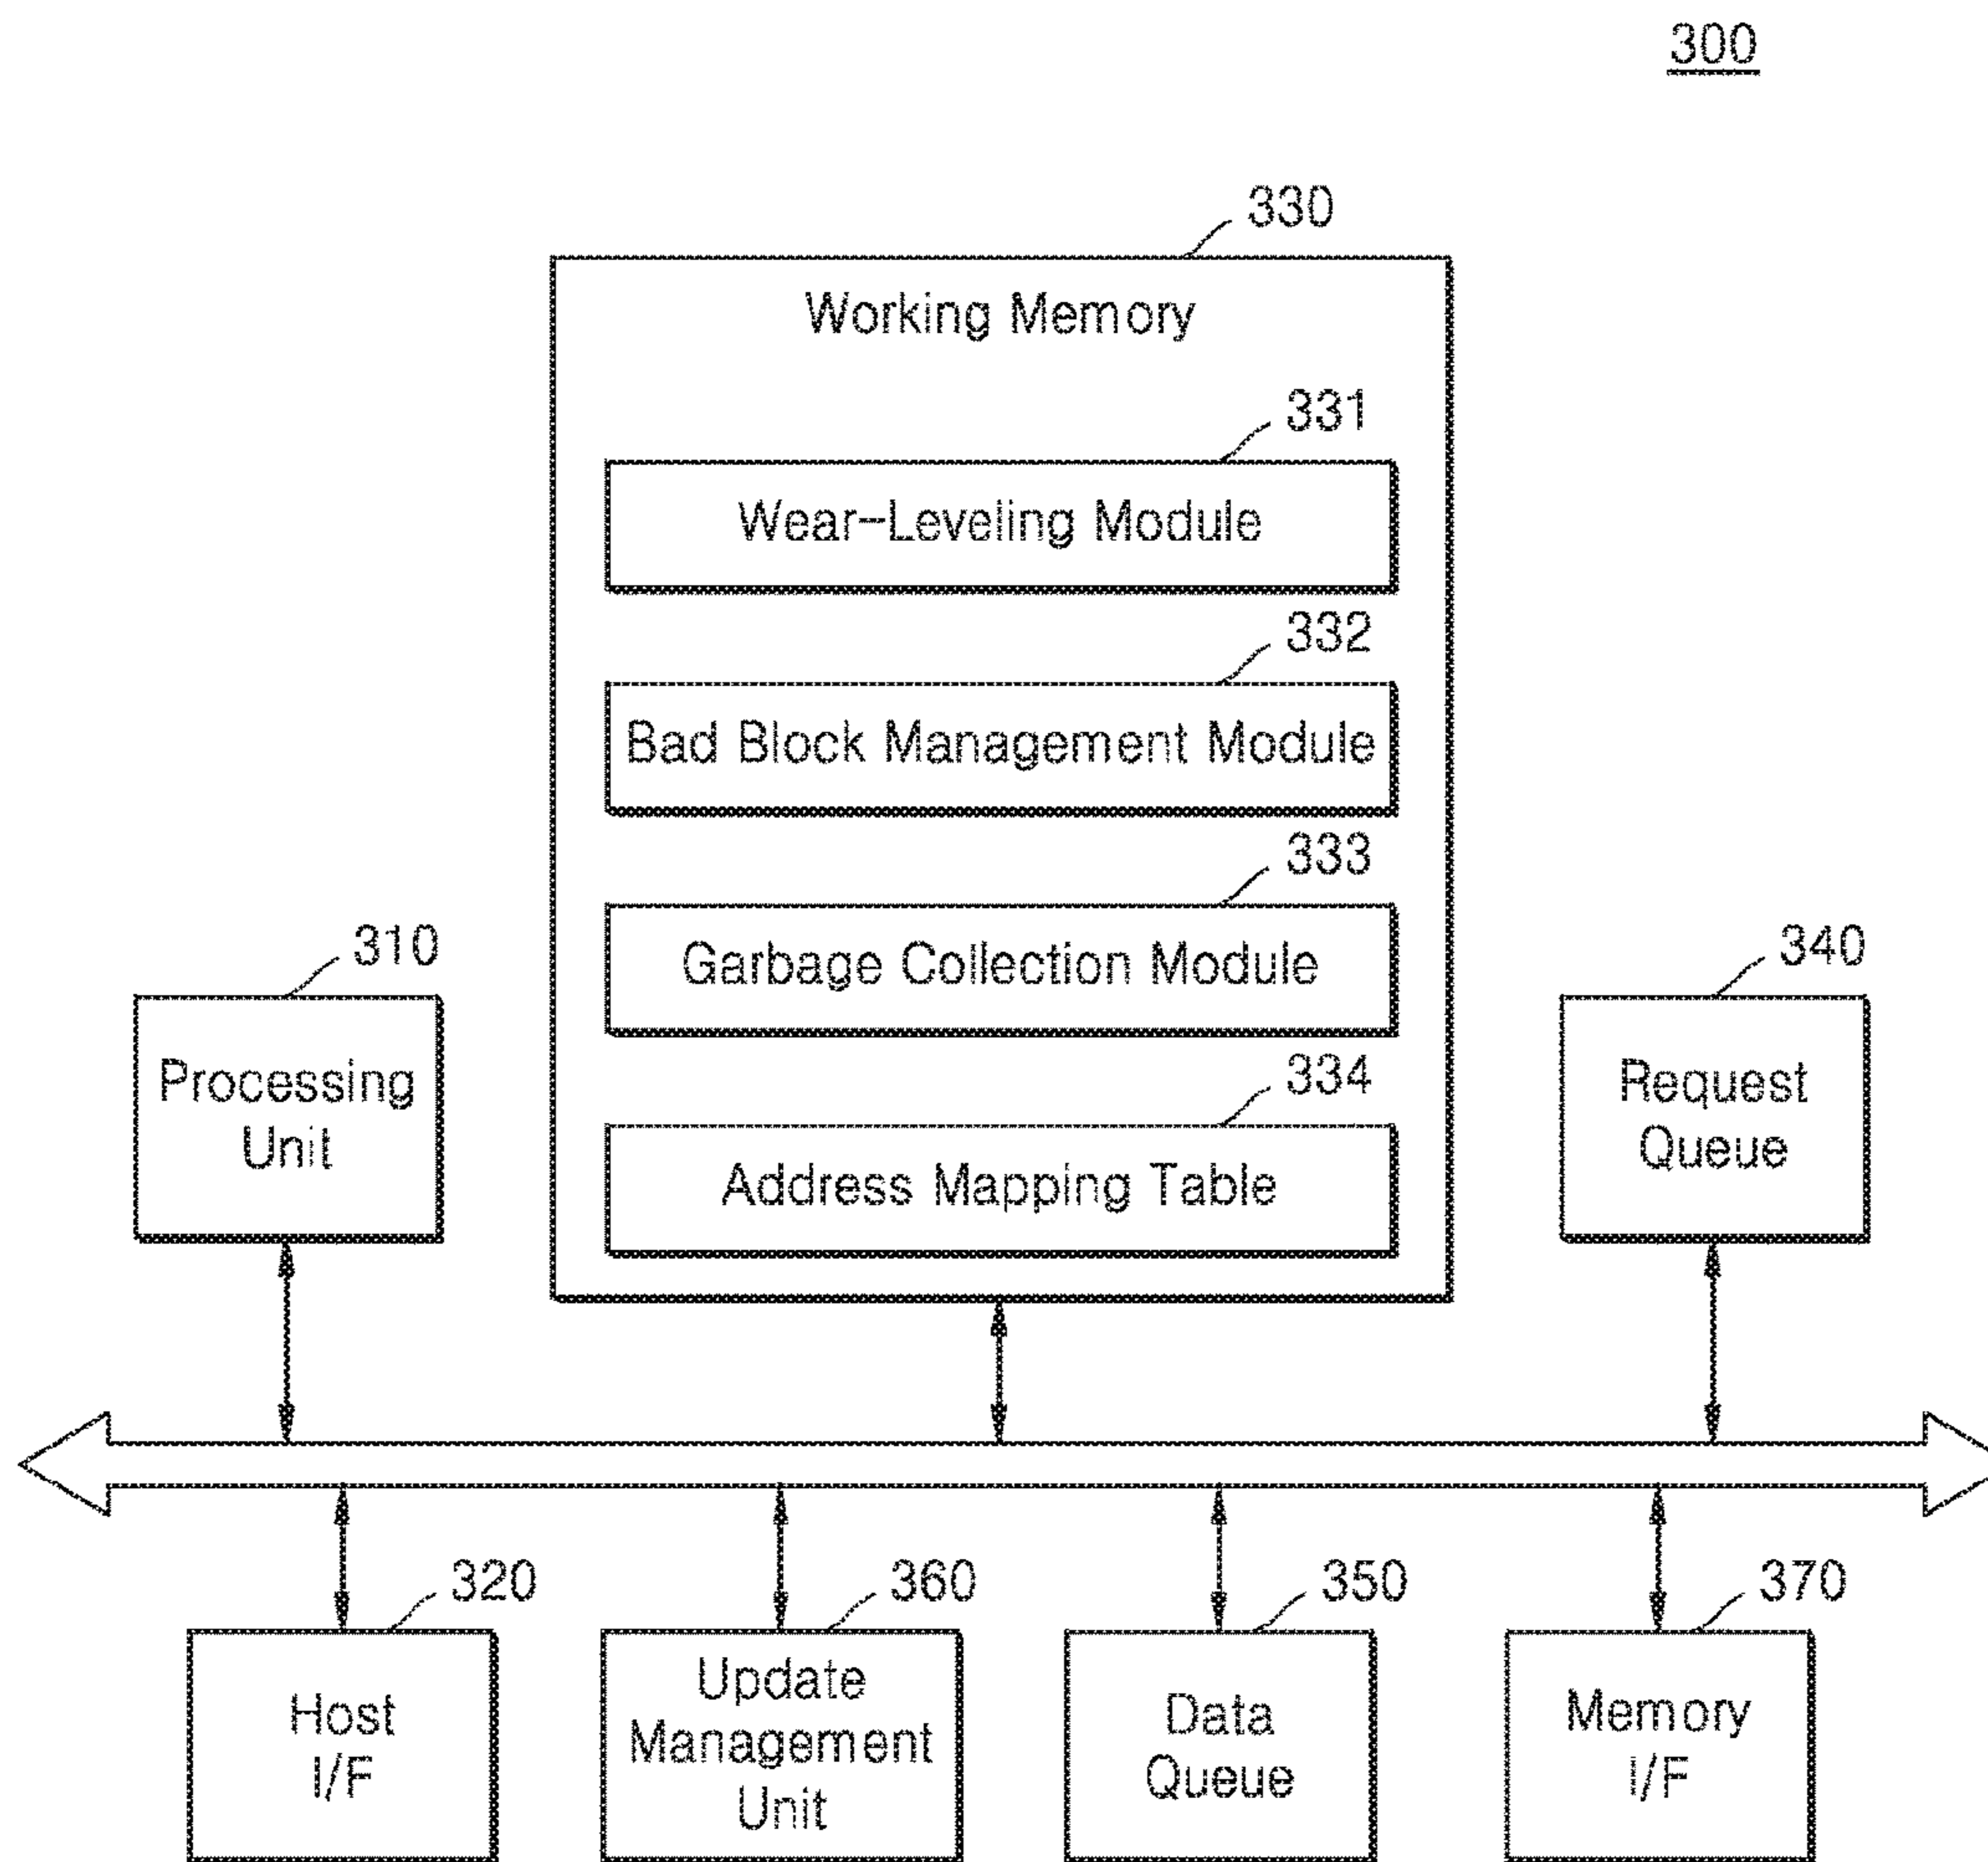 300
330
Working Memory
331
Wear-Leveling Module
332
Bad Block Management Module
333
Garbage Collection Module
334
Address Mapping Table
310
Processing
Unit
340
Request
Queue
320
Host
I/F
360
Update
Management
Unit
350
Data
Queue
370
Memory
I/F